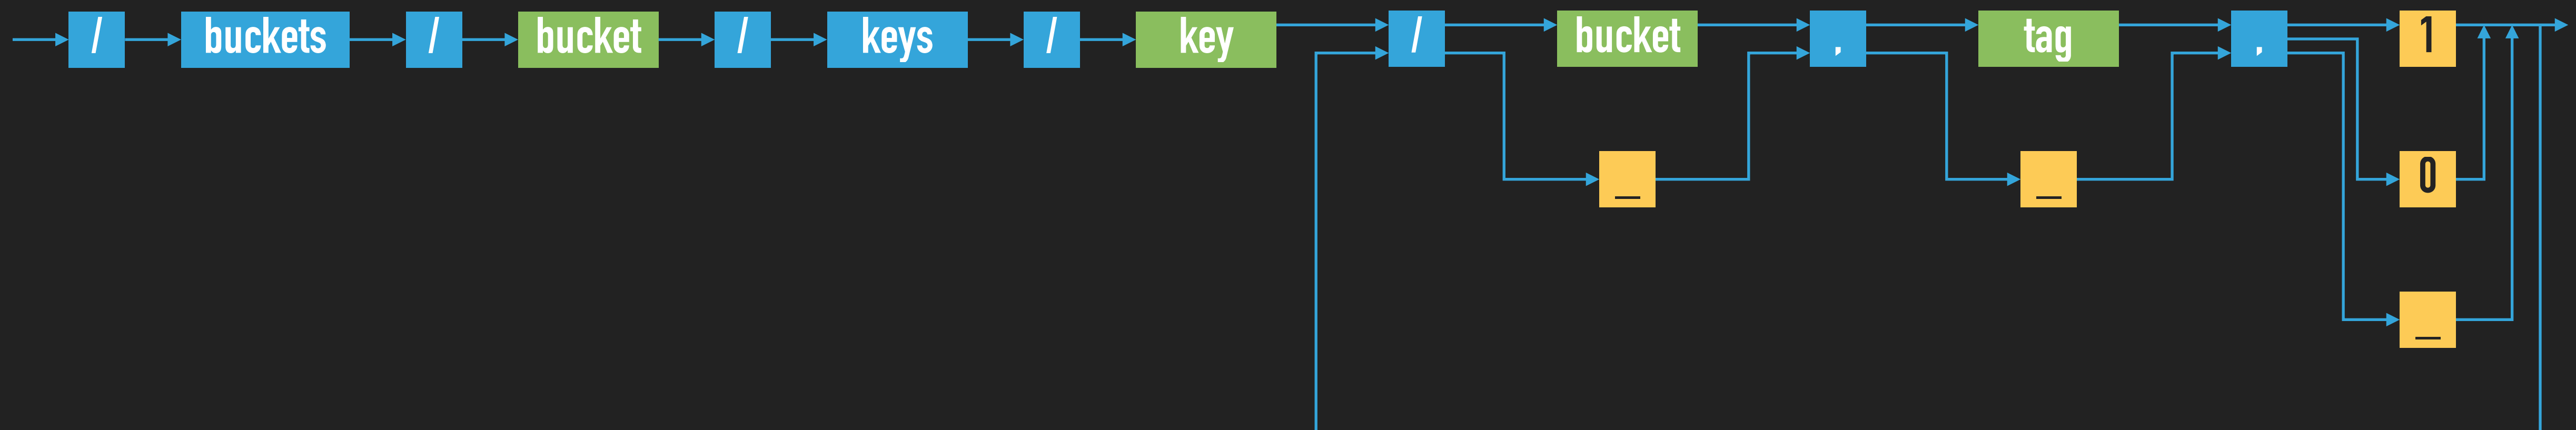 / buckets / bucket / keys / key / bucket , tag , 1
_ _ 0
_